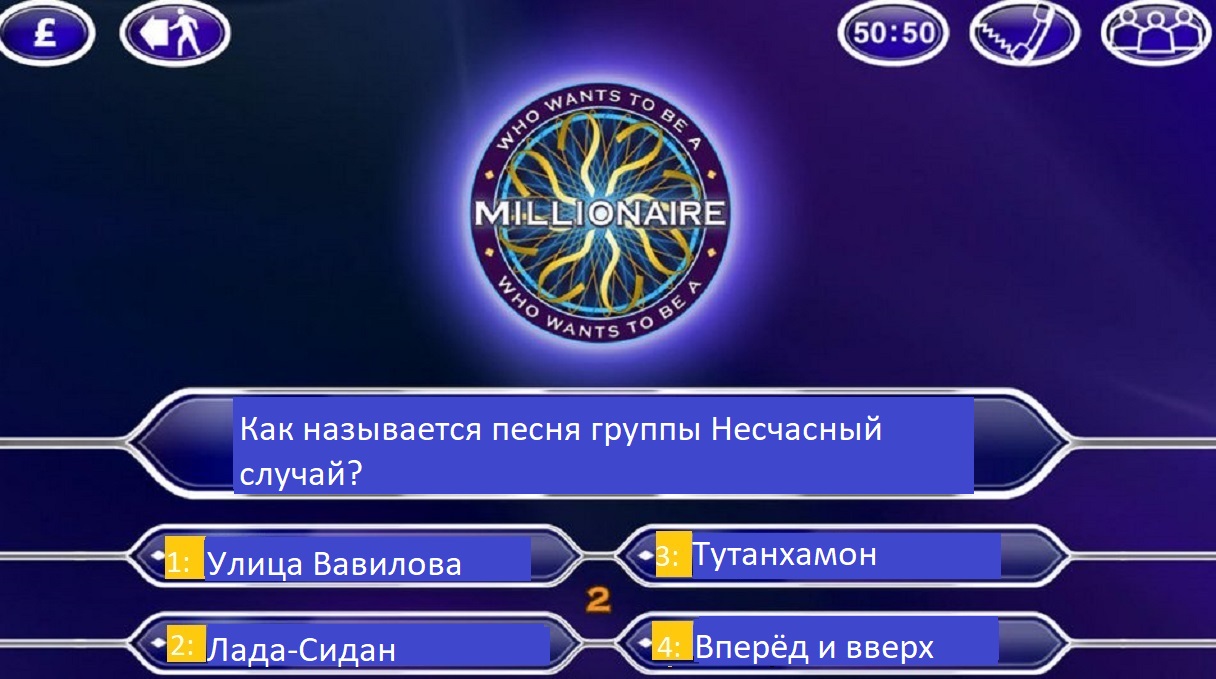 £
50:50
WHO WANTS TO BE A
MILLIONAIRE
WHO WANTS TO BE A
Как называется песня группы Несчасный
случай?
1: Улица Вавилова
3: Тутанхамон
2
2: Лада-Сидан
4: Вперёд и вверх